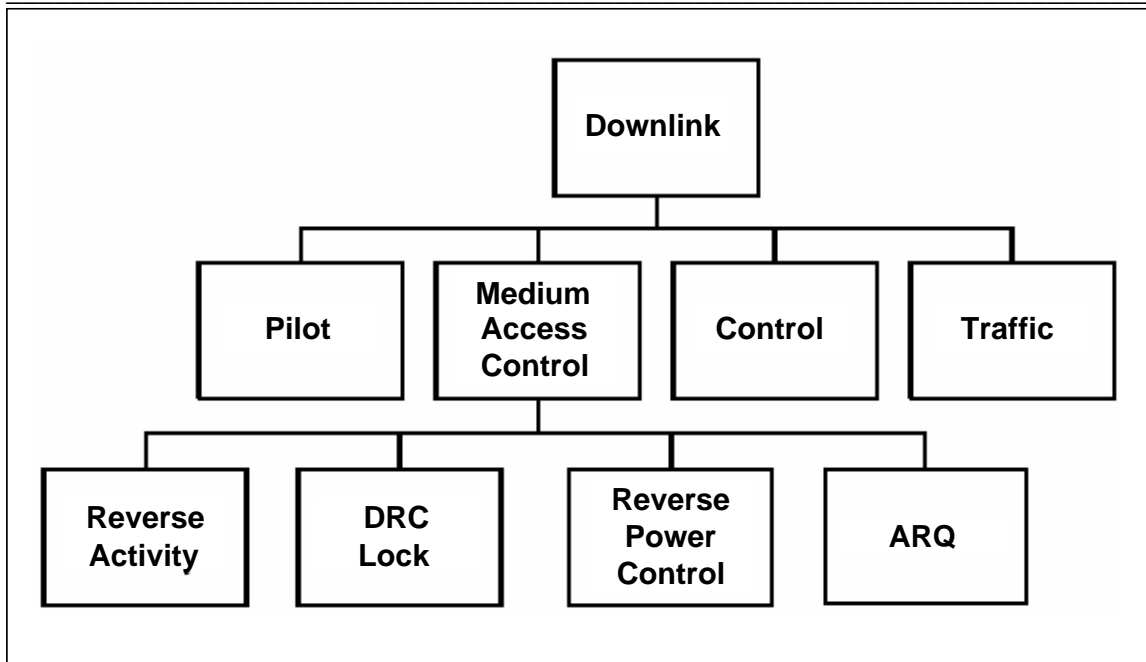 Downlink
Pilot
Medium
Access
Control
Control
Traffic
Reverse
Activity
DRC
Lock
Reverse
Power
Control
ARQ